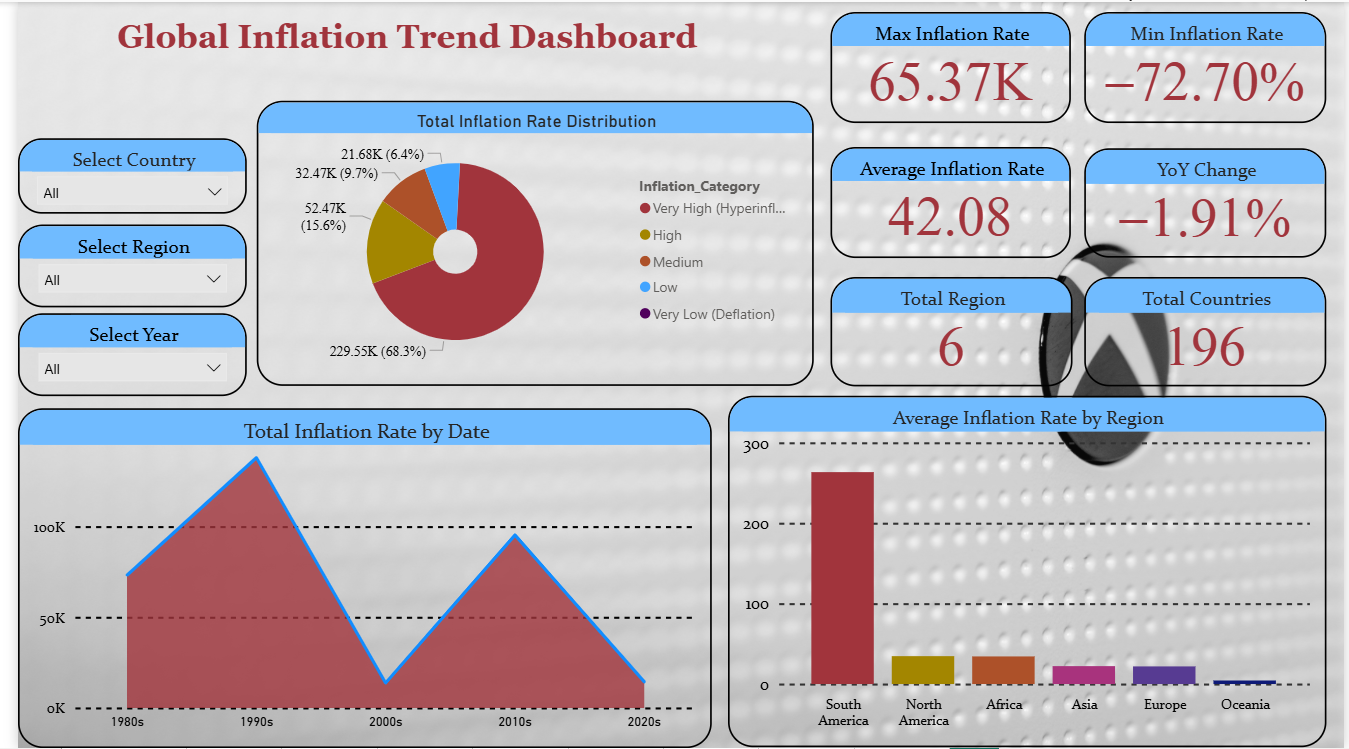 Global Inflation Trend Dashboard
Max Inflation Rate
65.37K
Min Inflation Rate
−72.70%
Select Country
All
Select Region
All
Select Year
All
Total Inflation Rate Distribution
21.68K (6.4%)
32.47K (9.7%)
52.47K
(15.6%)
229.55K (68.3%)
Inflation_Category
Very High (Hyperinfl...
High
Medium
Low
Very Low (Deflation)
Average Inflation Rate
42.08
YoY Change
−1.91%
Total Region
6
Total Countries
196
Total Inflation Rate by Date
100K
50K
0K
1980s
1990s
2000s
2010s
2020s
Average Inflation Rate by Region
300
200
100
0
South
America
North
America
Africa
Asia
Europe
Oceania